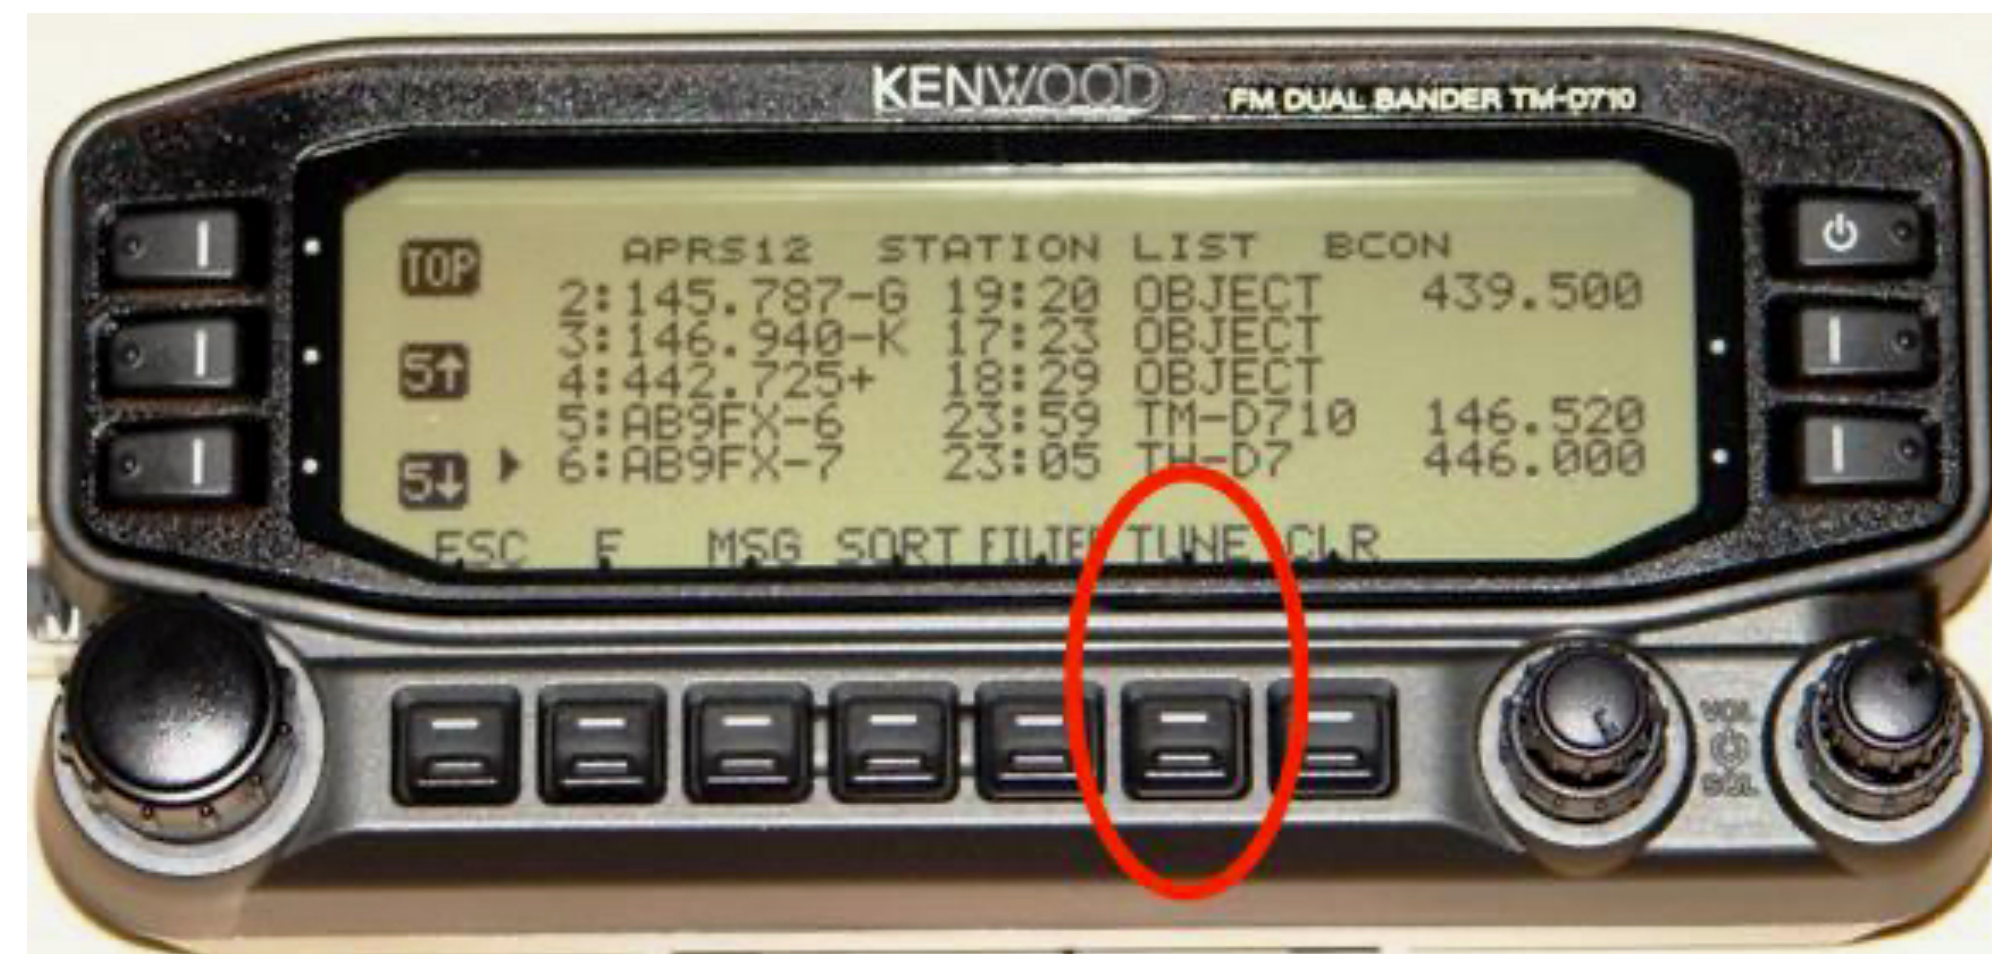 KENWOOD FM DUAL BANDER TM-D710
TOP APRS12 STATION LIST BCON
2:145.787-G 19:20 OBJECT 439.500
3:146.940-K 17:23 OBJECT
5↑ 4:442.725+ 18:29 OBJECT
5:AB9FX-6 23:59 TM-D710 146.520
5↓ 6:AB9FX-7 23:05 TH-D7 446.000
ESC F MSG SORT FILTER TUNE CLR
VOL
SQL